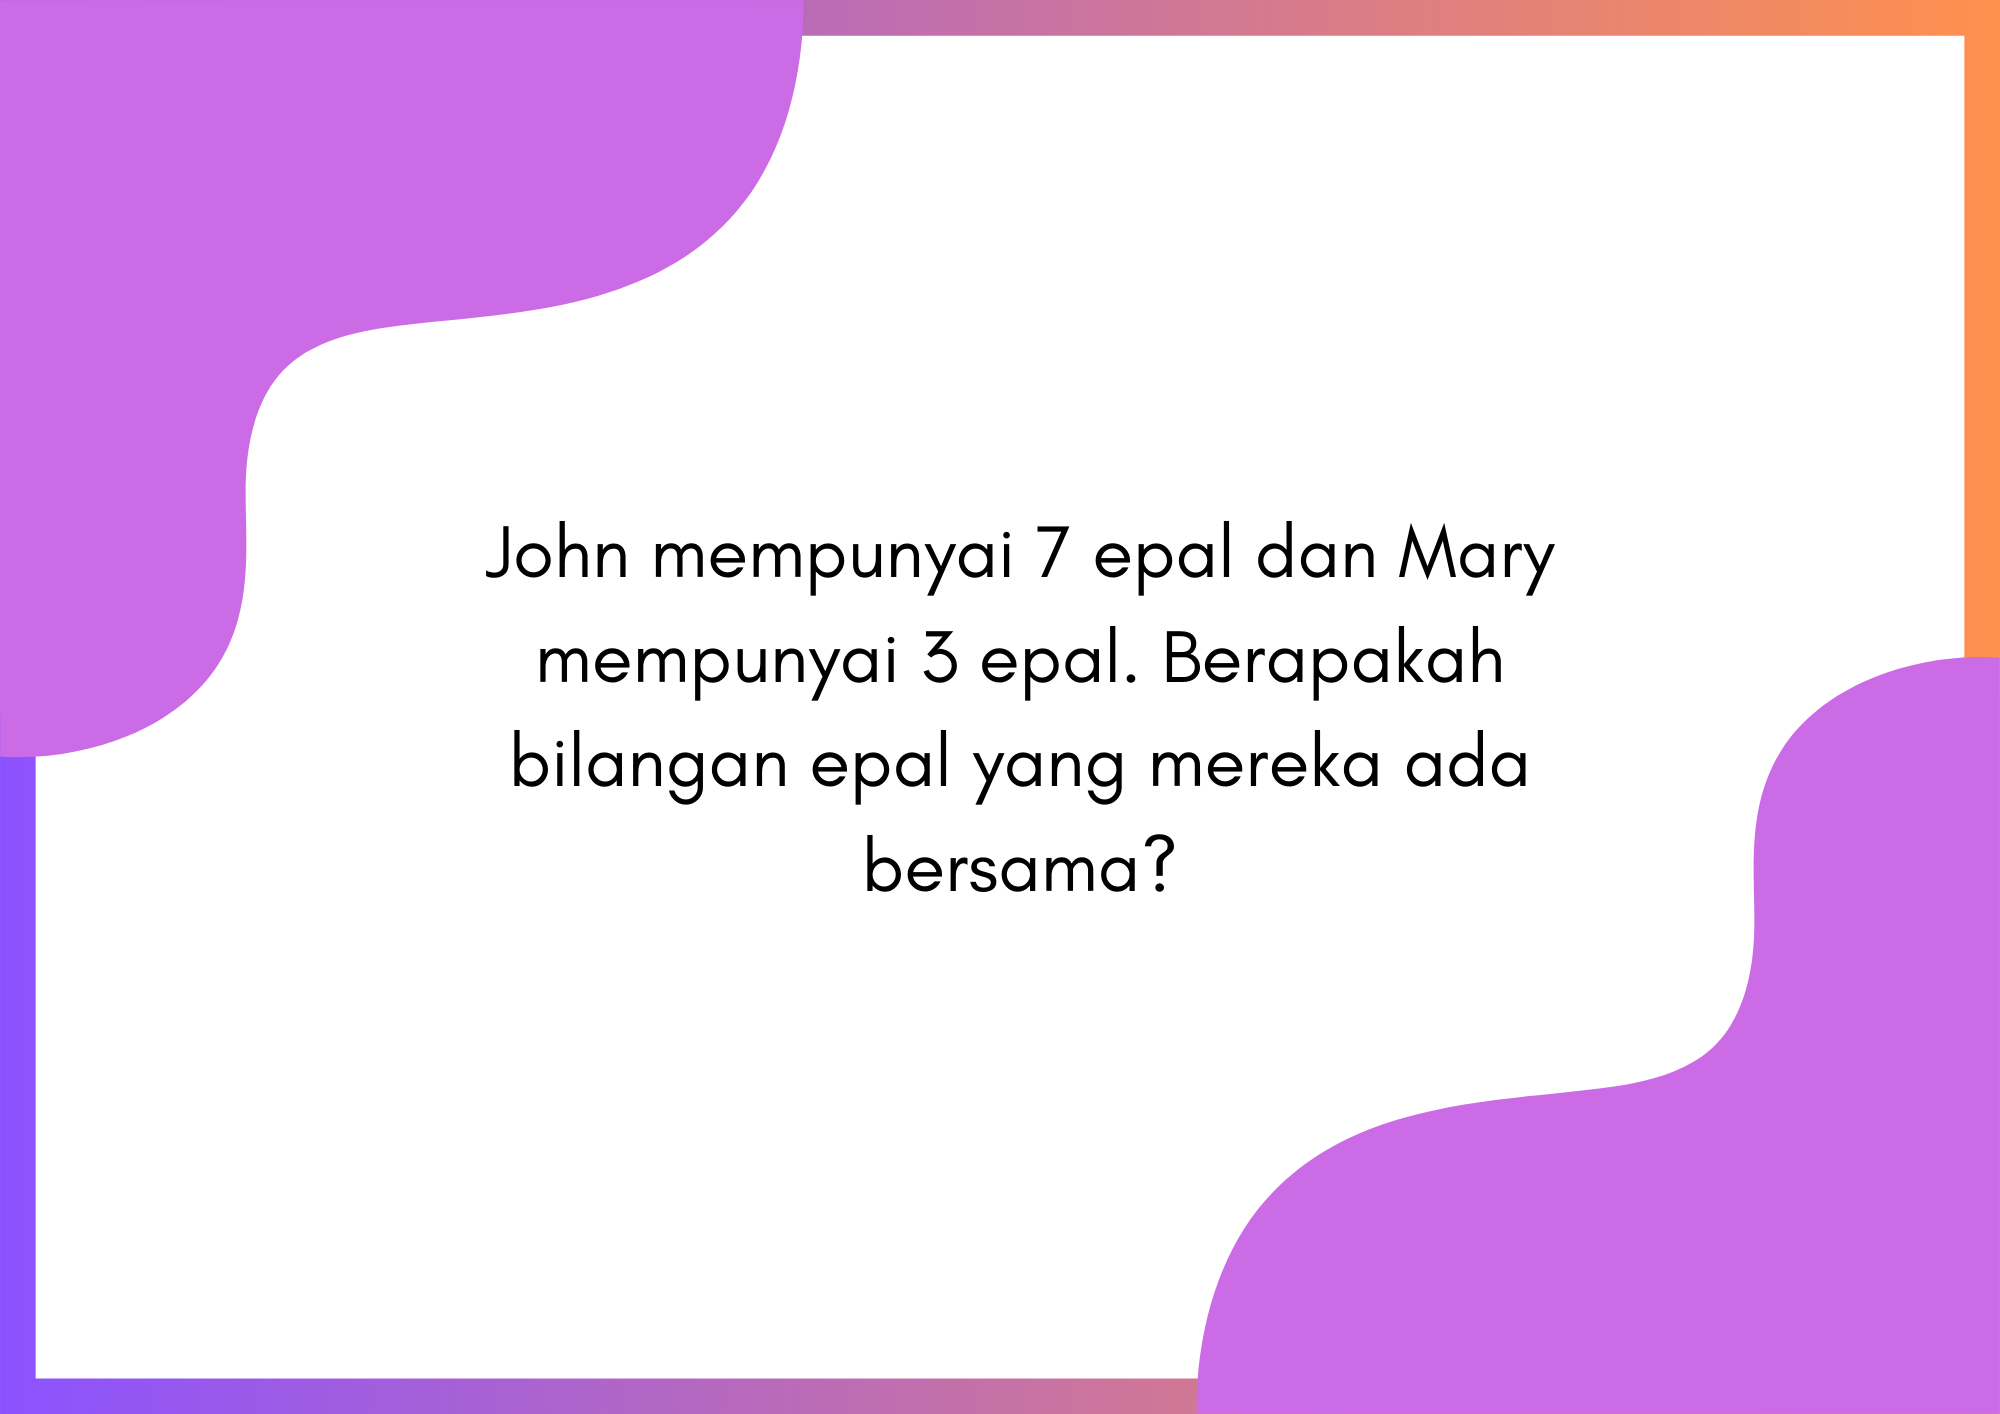 John mempunyai 7 epal dan Mary
mempunyai 3 epal. Berapakah
bilangan epal yang mereka ada
bersama?